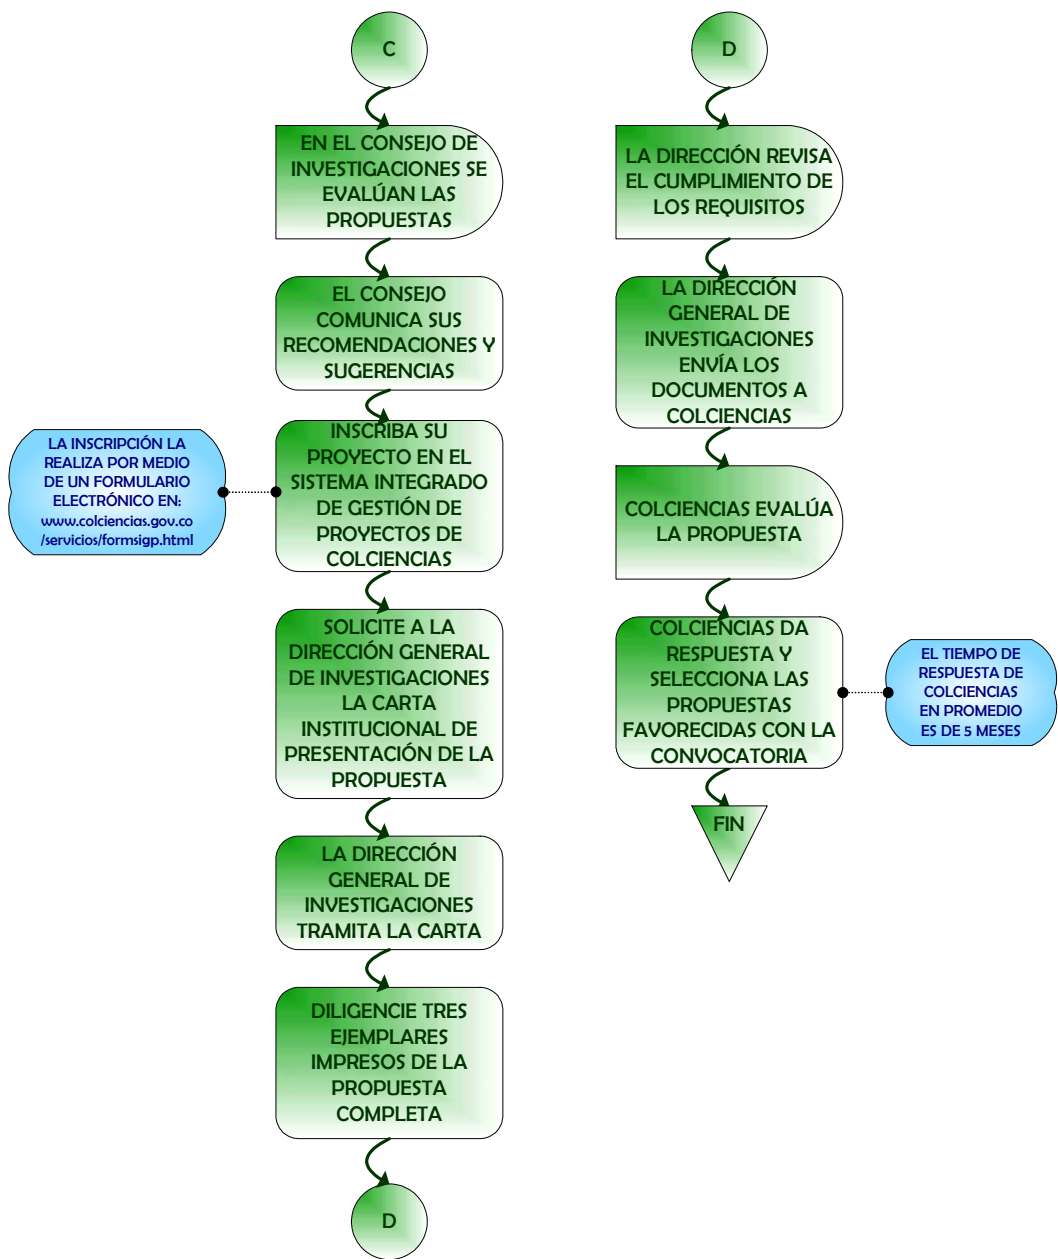 C
EN EL CONSEJO DE
INVESTIGACIONES SE
EVALÚAN LAS
PROPUESTAS
EL CONSEJO
COMUNICA SUS
RECOMENDACIONES Y
SUGERENCIAS
LA INSCRIPCIÓN LA
REALIZA POR MEDIO
DE UN FORMULARIO
ELECTRÓNICO EN:
www.colciencias.gov.co
/servicios/formsigp.html
INSCRIBA SU
PROYECTO EN EL
SISTEMA INTEGRADO
DE GESTIÓN DE
PROYECTOS DE
COLCIENCIAS
SOLICITE A LA
DIRECCIÓN GENERAL
DE INVESTIGACIONES
LA CARTA
INSTITUCIONAL DE
PRESENTACIÓN DE LA
PROPUESTA
LA DIRECCIÓN
GENERAL DE
INVESTIGACIONES
TRAMITA LA CARTA
DILIGENCIE TRES
EJEMPLARES
IMPRESOS DE LA
PROPUESTA
COMPLETA
D
D
LA DIRECCIÓN REVISA
EL CUMPLIMIENTO DE
LOS REQUISITOS
LA DIRECCIÓN
GENERAL DE
INVESTIGACIONES
ENVÍA LOS
DOCUMENTOS A
COLCIENCIAS
COLCIENCIAS EVALÚA
LA PROPUESTA
COLCIENCIAS DA
RESPUESTA Y
SELECCIONA LAS
PROPUESTAS
FAVORECIDAS CON LA
CONVOCATORIA
EL TIEMPO DE
RESPUESTA DE
COLCIENCIAS
EN PROMEDIO
ES DE 5 MESES
FIN